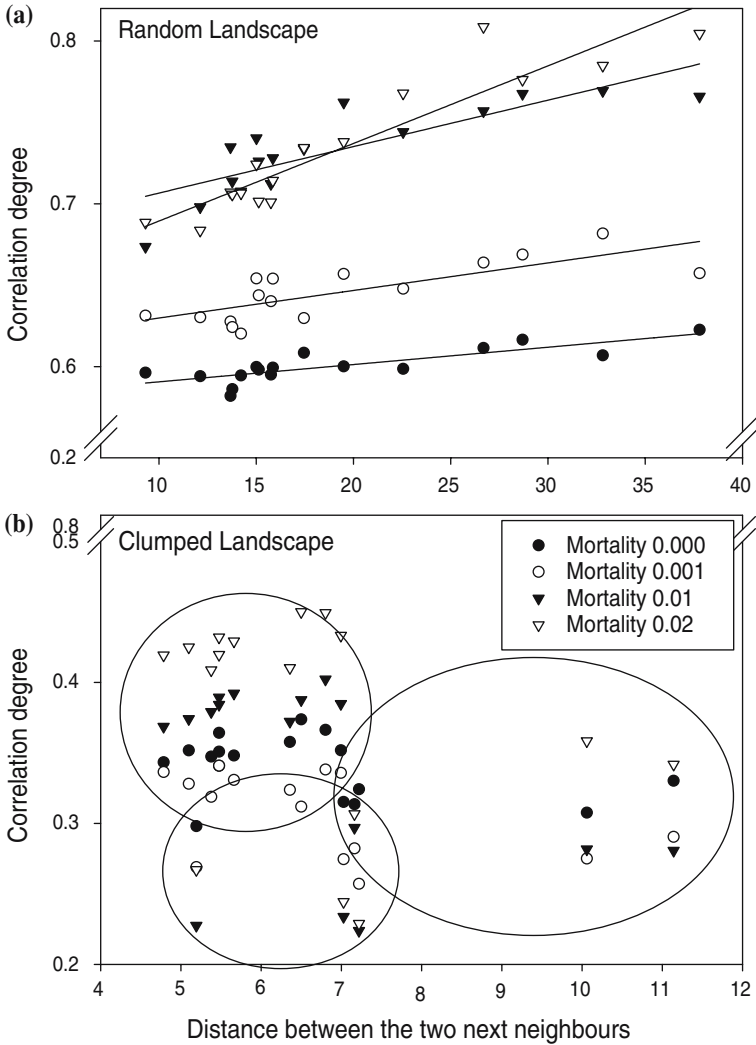 (a)
Random Landscape
0.8
0.7
0.6
0.2
Correlation degree
10 15 20 25 30 35 40
(b)
Clumped Landscape
0.8
0.5
0.4
0.3
0.2
Correlation degree
Mortality 0.000
Mortality 0.001
Mortality 0.01
Mortality 0.02
4 5 6 7 8 9 10 11 12
Distance between the two next neighbours